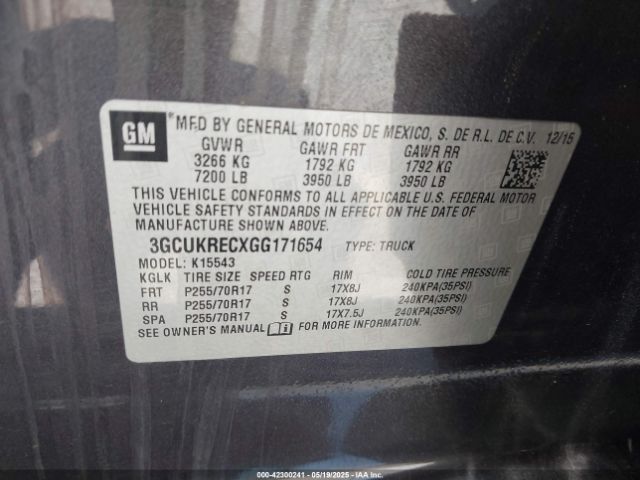 GM
*MFD BY GENERAL MOTORS DE MEXICO, S. DE R.L. DE C.V. 12/15
GVWR GAWR FRT GAWR RR
3266 KG 1792 KG 1792 KG
7200 LB 3950 LB 3950 LB
THIS VEHICLE CONFORMS TO ALL APPLICABLE U.S. FEDERAL MOTOR
VEHICLE SAFETY STANDARDS IN EFFECT ON THE DATE OF
MANUFACTURE SHOWN ABOVE.
3GCUKRECXGG171654 TYPE: TRUCK
MODEL: K15543
KGLK TIRE SIZE SPEED RTG RIM COLD TIRE PRESSURE
FRT P255/70R17 S 17X8J 240KPA(35PSI)
RR P255/70R17 S 17X8J 240KPA(35PSI)
SPA P255/70R17 S 17X7.5J 240KPA(35PSI)
SEE OWNER'S MANUAL FOR MORE INFORMATION.
000-42300241 - 05/19/2025 - IAAI.COM